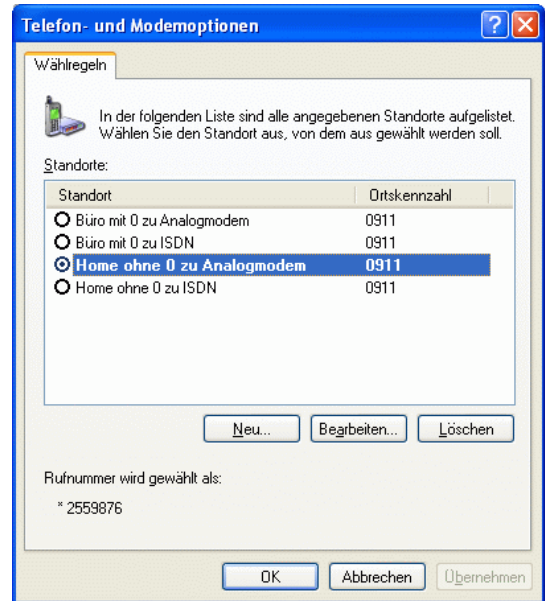 Telefon- und Modemoptionen
Wählregeln
In der folgenden Liste sind alle angegebenen Standorte aufgelistet.
Wählen Sie den Standort aus, von dem aus gewählt werden soll.
Standorte:
Standort Ortskennzahl
Büro mit 0 zu Analogmodem 0911
Büro mit 0 zu ISDN 0911
Home ohne 0 zu Analogmodem 0911
Home ohne 0 zu ISDN 0911
Neu... Bearbeiten... Löschen
Rufnummer wird gewählt als:
* 2559876
OK Abbrechen Übernehmen